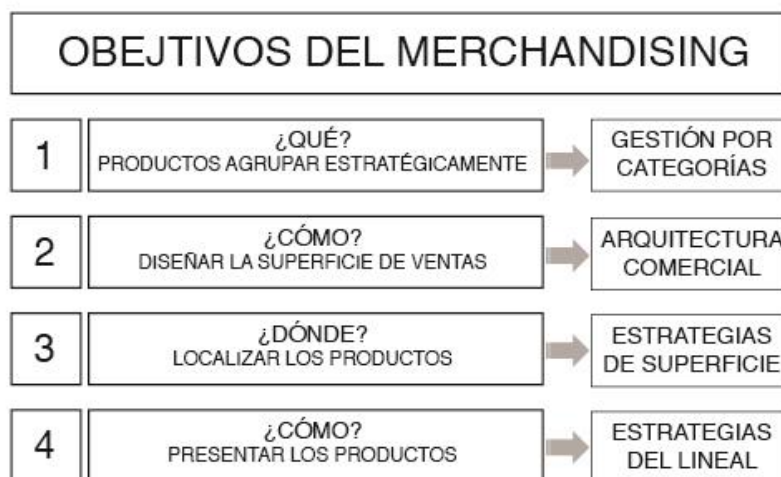 OBEJTIVOS DEL MERCHANDISING
1
¿QUÉ?
PRODUCTOS AGRUPAR ESTRATÉGICAMENTE
GESTIÓN POR
CATEGORÍAS
2
¿CÓMO?
DISEÑAR LA SUPERFICIE DE VENTAS
ARQUITECTURA
COMERCIAL
3
¿DÓNDE?
LOCALIZAR LOS PRODUCTOS
ESTRATEGIAS
DE SUPERFICIE
4
¿CÓMO?
PRESENTAR LOS PRODUCTOS
ESTRATEGIAS
DEL LINEAL